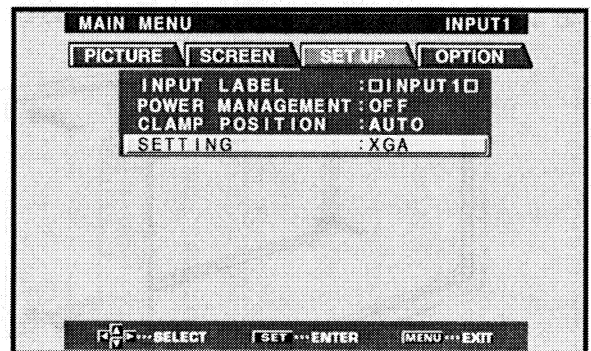 MAIN MENU INPUT1
PICTURE SCREEN SET UP OPTION
INPUT LABEL :□INPUT1□
POWER MANAGEMENT:OFF
CLAMP POSITION :AUTO
SETTING :XGA
◄▲▼►···SELECT SET ···ENTER MENU ···EXIT